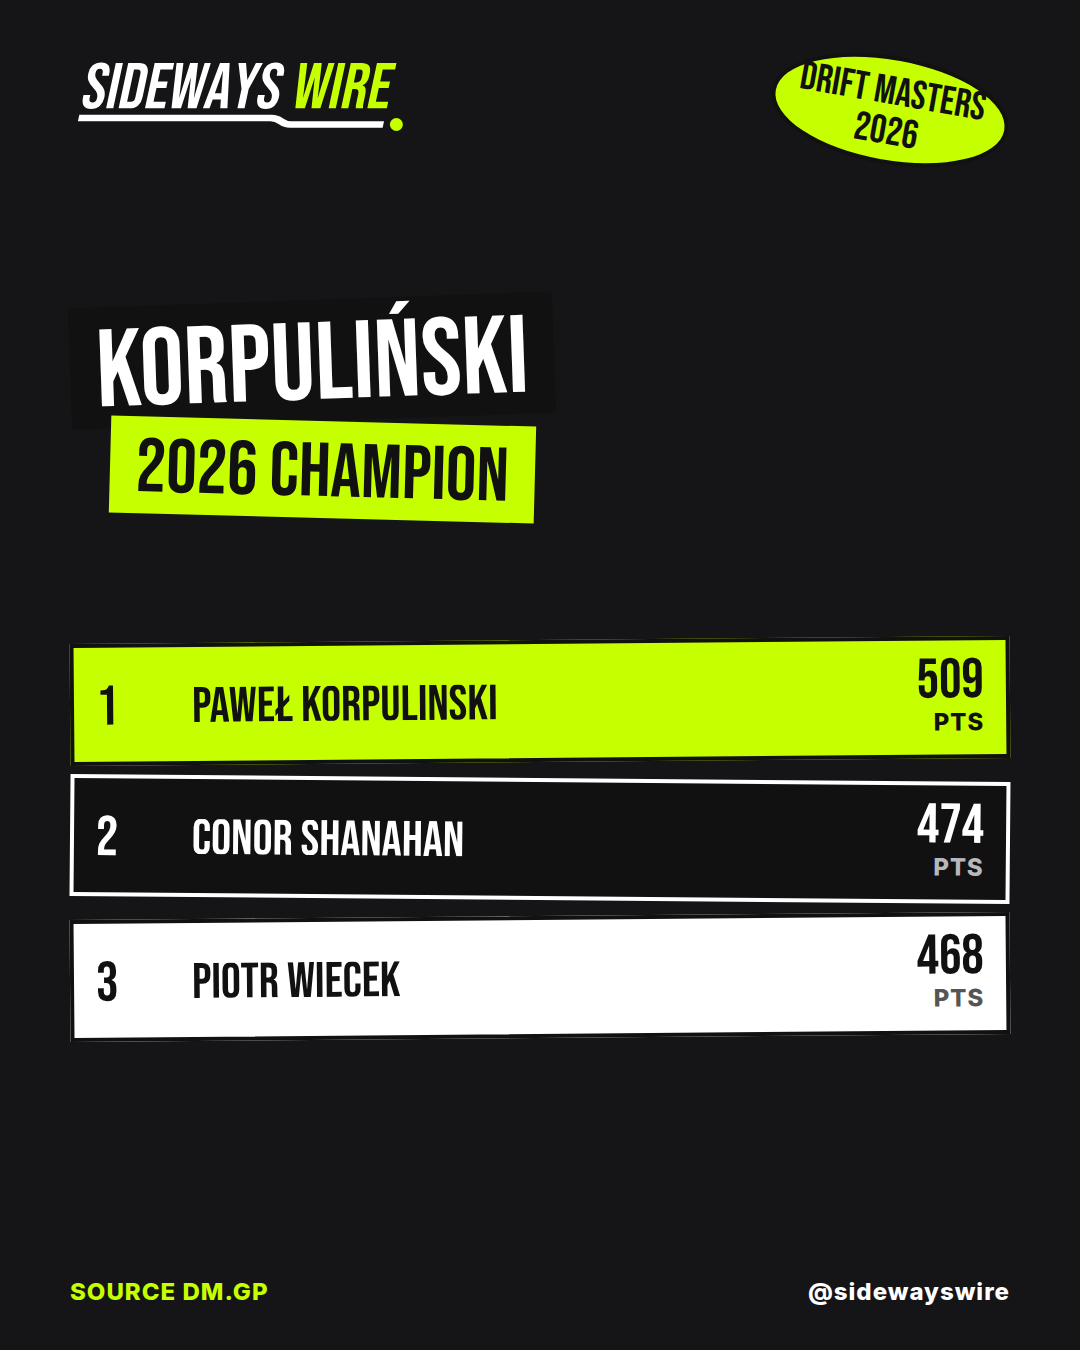 SIDEWAYS WIRE
DRIFT MASTERS
2026
KORPULIŃSKI
2026 CHAMPION
1 PAWEŁ KORPULINSKI 509 PTS
2 CONOR SHANAHAN 474 PTS
3 PIOTR WIECEK 468 PTS
SOURCE DM.GP
@sidewayswire